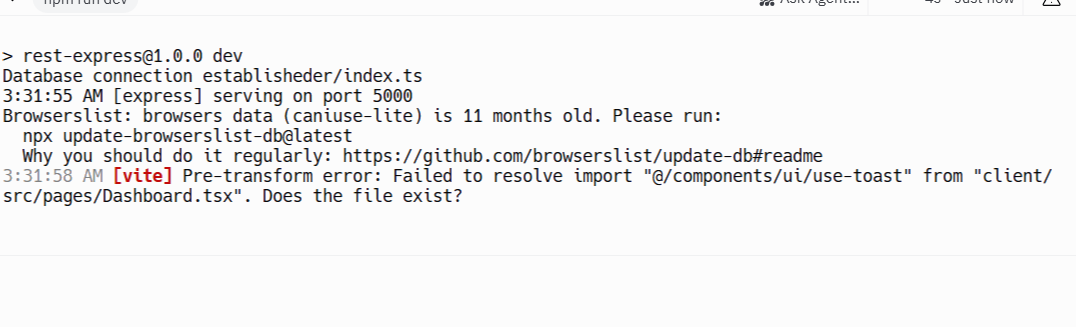 npm run dev
Ask Agent...
4s · Just now
> rest-express@1.0.0 dev
Database connection establisheder/index.ts
3:31:55 AM [express] serving on port 5000
Browserslist: browsers data (caniuse-lite) is 11 months old. Please run:
npx update-browserslist-db@latest
Why you should do it regularly: https://github.com/browserslist/update-db#readme
3:31:58 AM [vite] Pre-transform error: Failed to resolve import "@/components/ui/use-toast" from "client/
src/pages/Dashboard.tsx". Does the file exist?